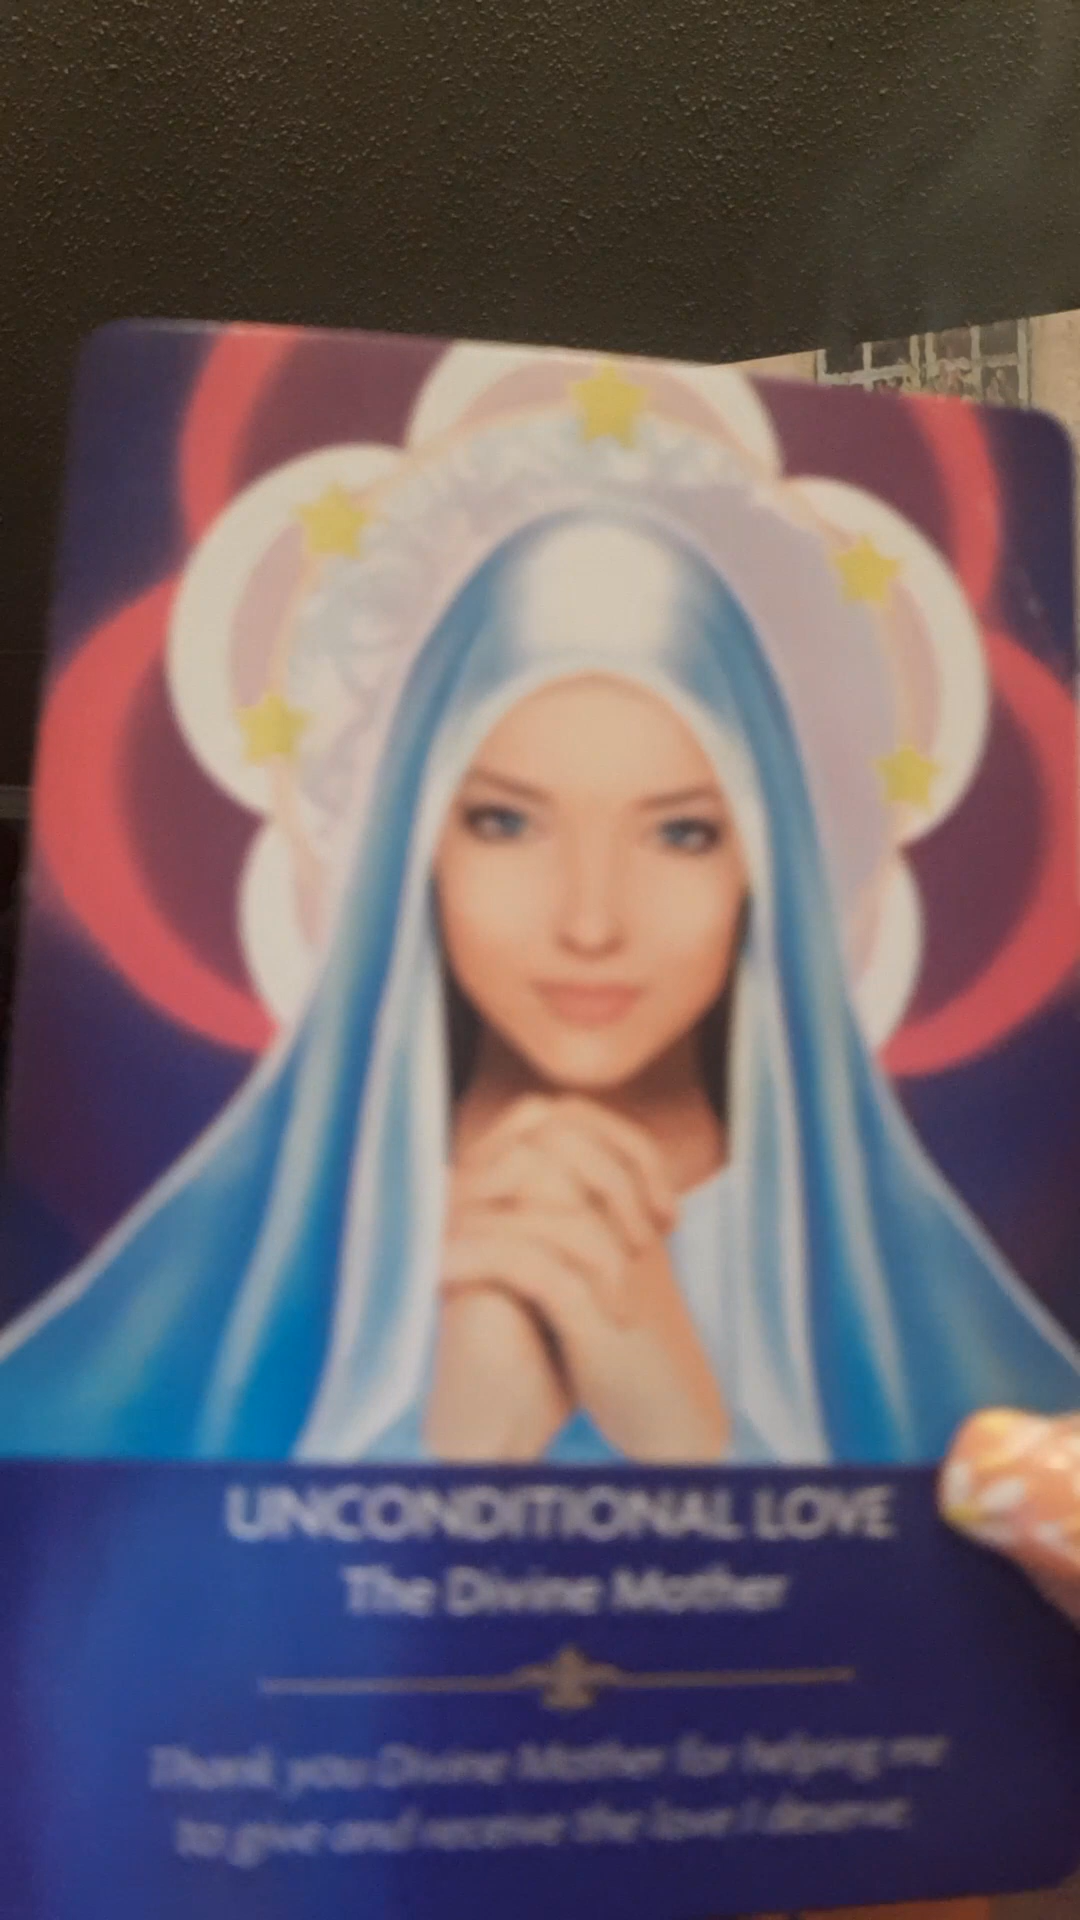 UNCONDITIONAL LOVE
The Divine Mother
Thank you Divine Mother for helping me
to give and receive the love I deserve.